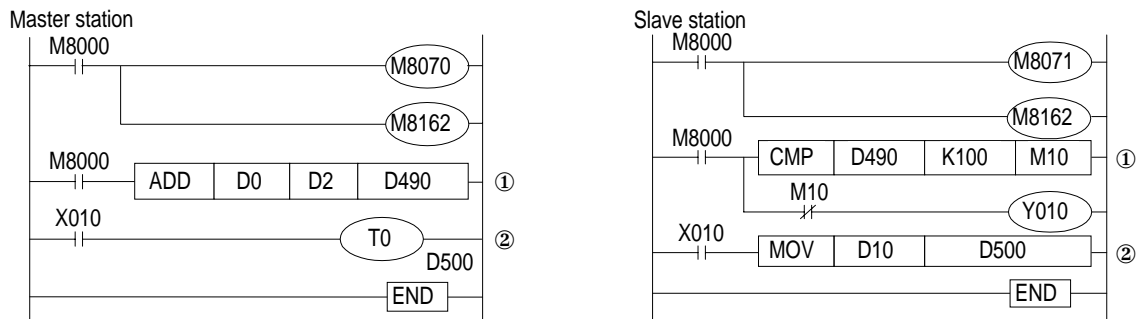 Master station
M8000
M8070
M8162
M8000
ADD D0 D2 D490 ①
X010
T0 ②
D500
END
Slave station
M8000
M8071
M8162
M8000
CMP D490 K100 M10 ①
M10
Y010
X010
MOV D10 D500 ②
END